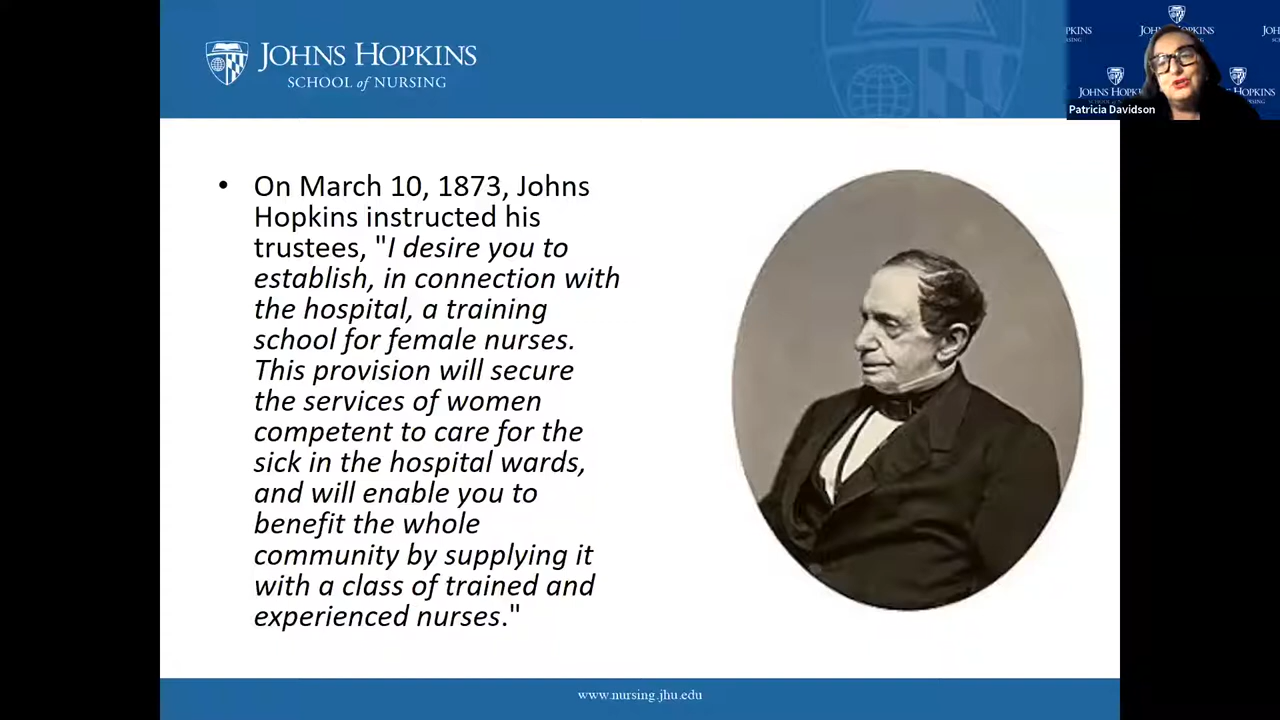 JOHNS HOPKINS
SCHOOL of NURSING
JOHNS HOPKINS
Patricia Davidson
• On March 10, 1873, Johns
Hopkins instructed his
trustees, "I desire you to
establish, in connection with
the hospital, a training
school for female nurses.
This provision will secure
the services of women
competent to care for the
sick in the hospital wards,
and will enable you to
benefit the whole
community by supplying it
with a class of trained and
experienced nurses."
www.nursing.jhu.edu